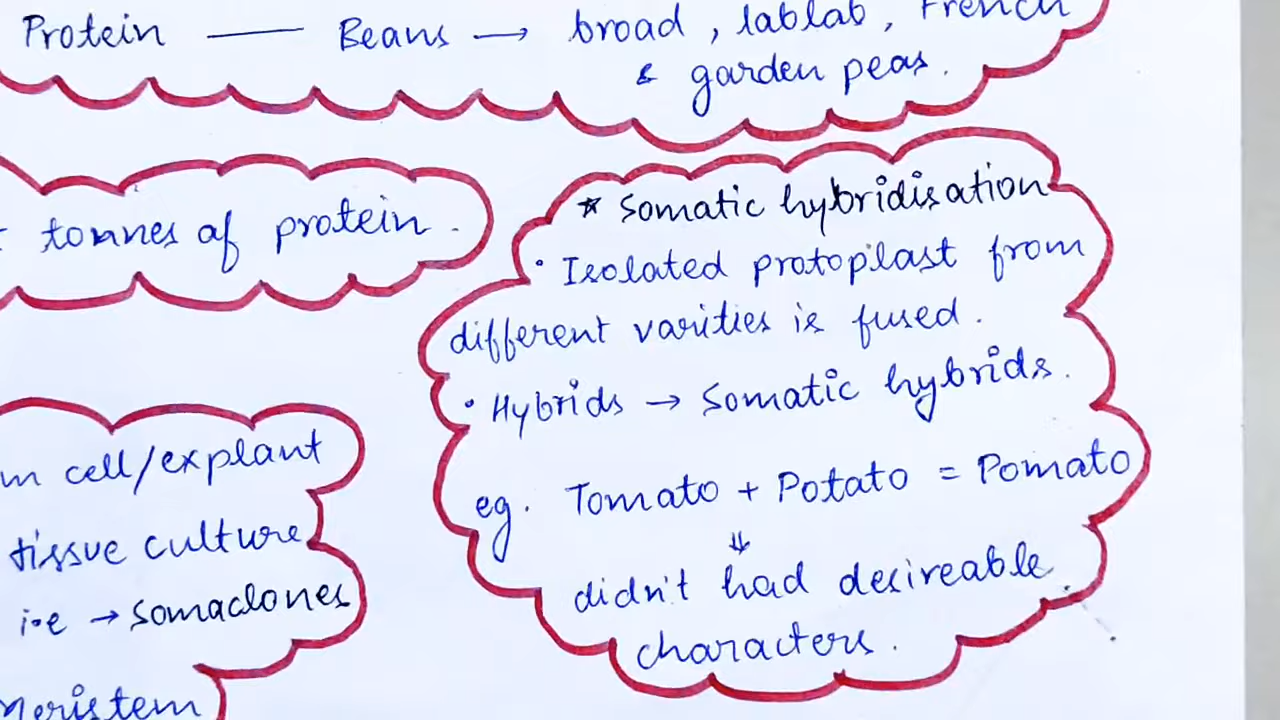 Protein — Beans → broad, lablab, French
& garden peas.
tonnes of protein.
* Somatic hybridisation
• Isolated protoplast from
different varities is fused.
• Hybrids → Somatic hybrids.
eg. Tomato + Potato = Pomato
⇓
didn't had desireable
characters.
cell/explant
tissue culture
i.e → somaclones
Meristem